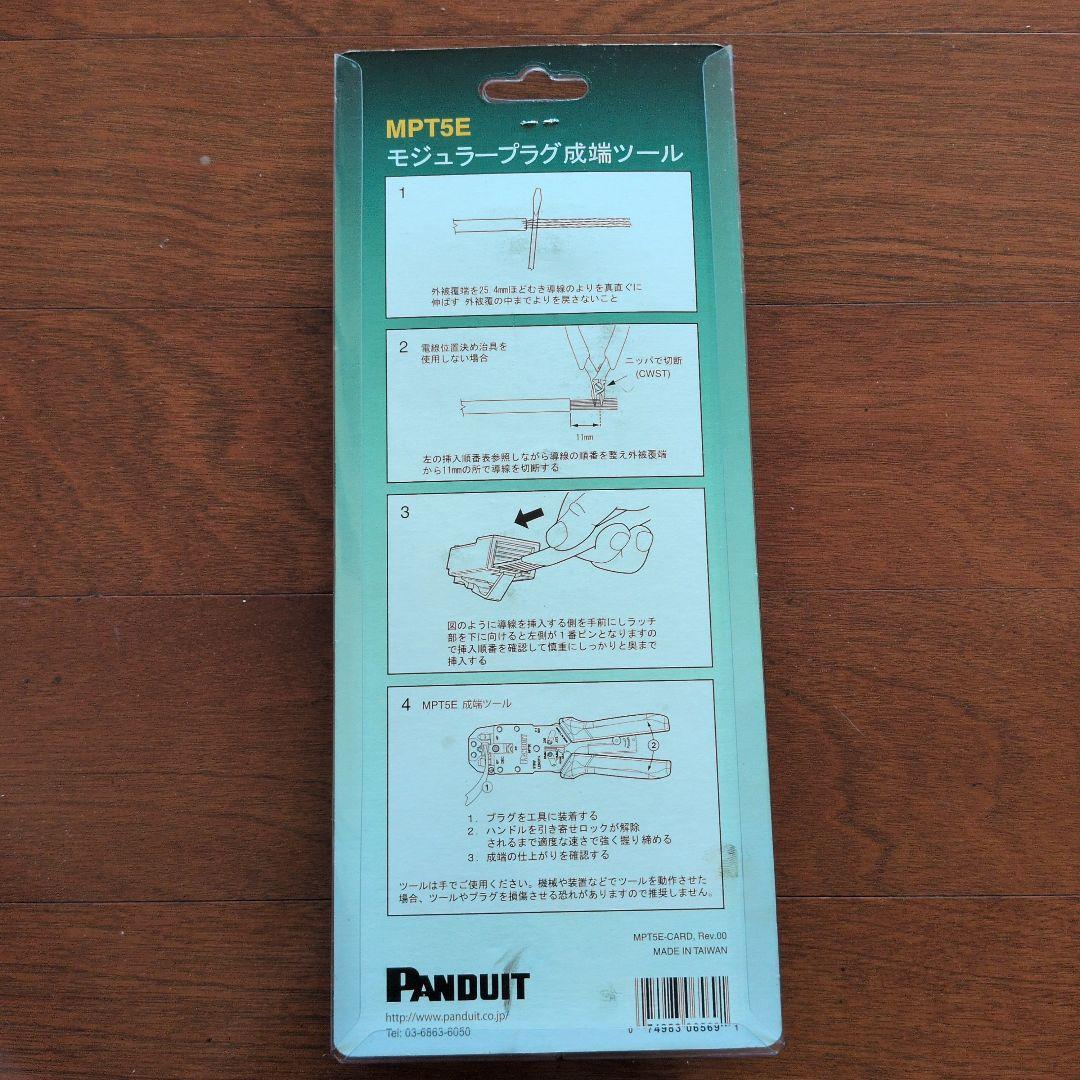 MPT5E
モジュラープラグ成端ツール
1
外被覆端を25.4mmほどむき導線のよりを真直ぐに
伸ばす 外被覆の中までよりを戻さないこと
2
電線位置決め治具を
使用しない場合
ニッパで切断
(CWST)
11mm
左の挿入順番表参照しながら導線の順番を整え外被覆端
から11mmの所で導線を切断する
3
図のように導線を挿入する側を手前にしラッチ
部を下に向けると左側が1番ピンとなりますの
で挿入順番を確認して慎重にしっかりと奥まで
挿入する
4 MPT5E 成端ツール
PANDUIT
①
②
1. プラグを工具に装着する
2. ハンドルを引き寄せロックが解除
されるまで適度な速さで強く握り締める
3. 成端の仕上がりを確認する
ツールは手でご使用ください。機械や装置などでツールを動作させた
場合、ツールやプラグを損傷させる恐れがありますので推奨しません。
MPT5E-CARD, Rev.00
MADE IN TAIWAN
PANDUIT
http://www.panduit.co.jp/
Tel: 03-6863-6050
0 74983 06569 1